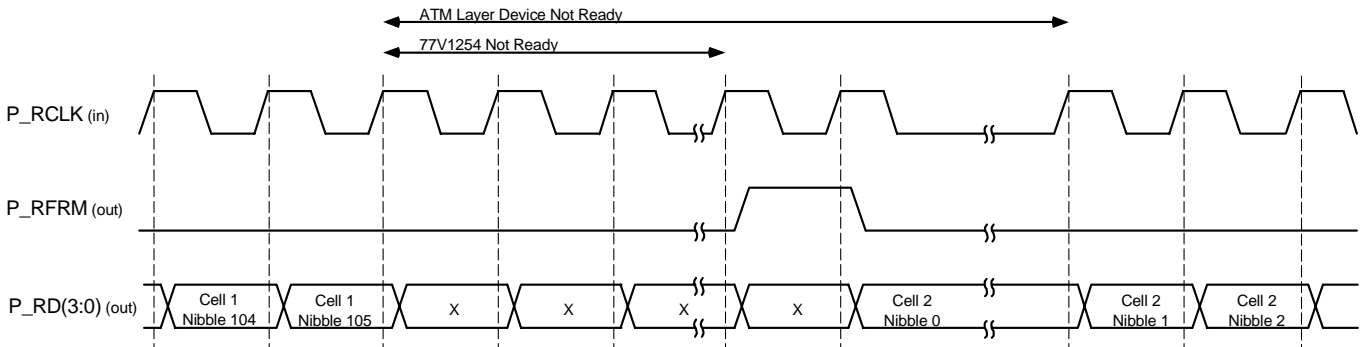 ATM Layer Device Not Ready
77V1254 Not Ready
P_RCLK (in)
P_RFRM (out)
P_RD(3:0) (out)
Cell 1
Nibble 104
Cell 1
Nibble 105
X
X
X
X
Cell 2
Nibble 0
Cell 2
Nibble 1
Cell 2
Nibble 2